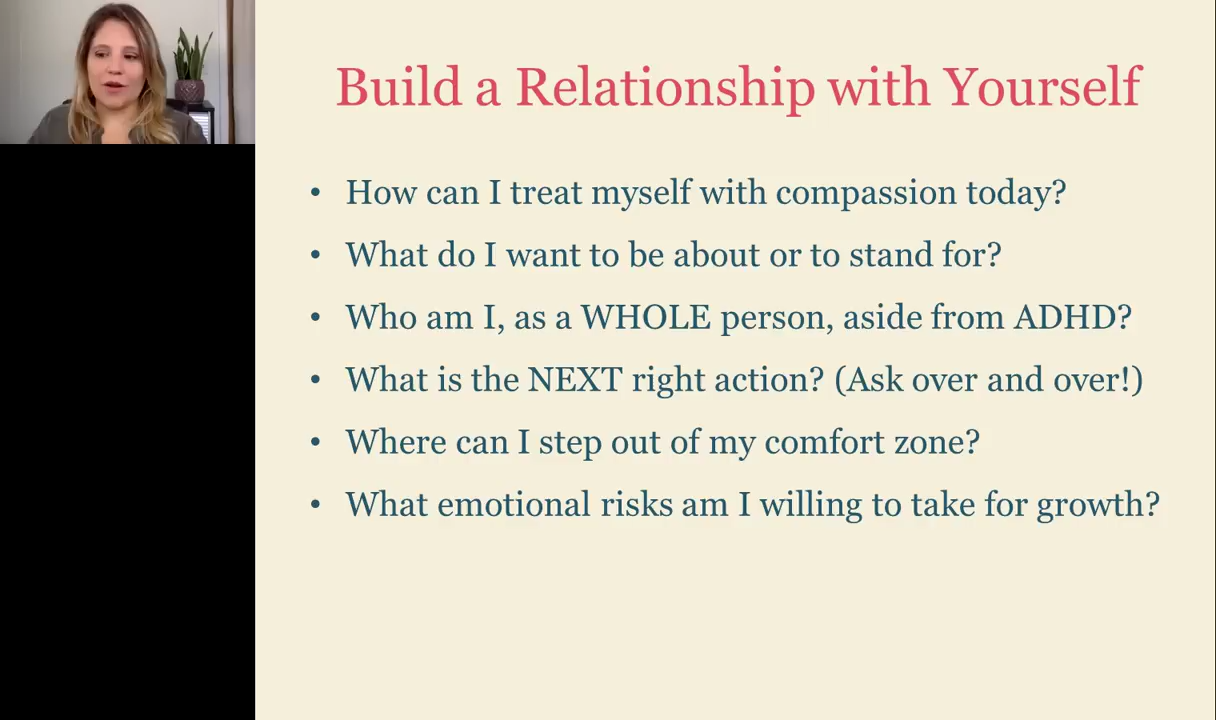 Build a Relationship with Yourself
• How can I treat myself with compassion today?
• What do I want to be about or to stand for?
• Who am I, as a WHOLE person, aside from ADHD?
• What is the NEXT right action? (Ask over and over!)
• Where can I step out of my comfort zone?
• What emotional risks am I willing to take for growth?